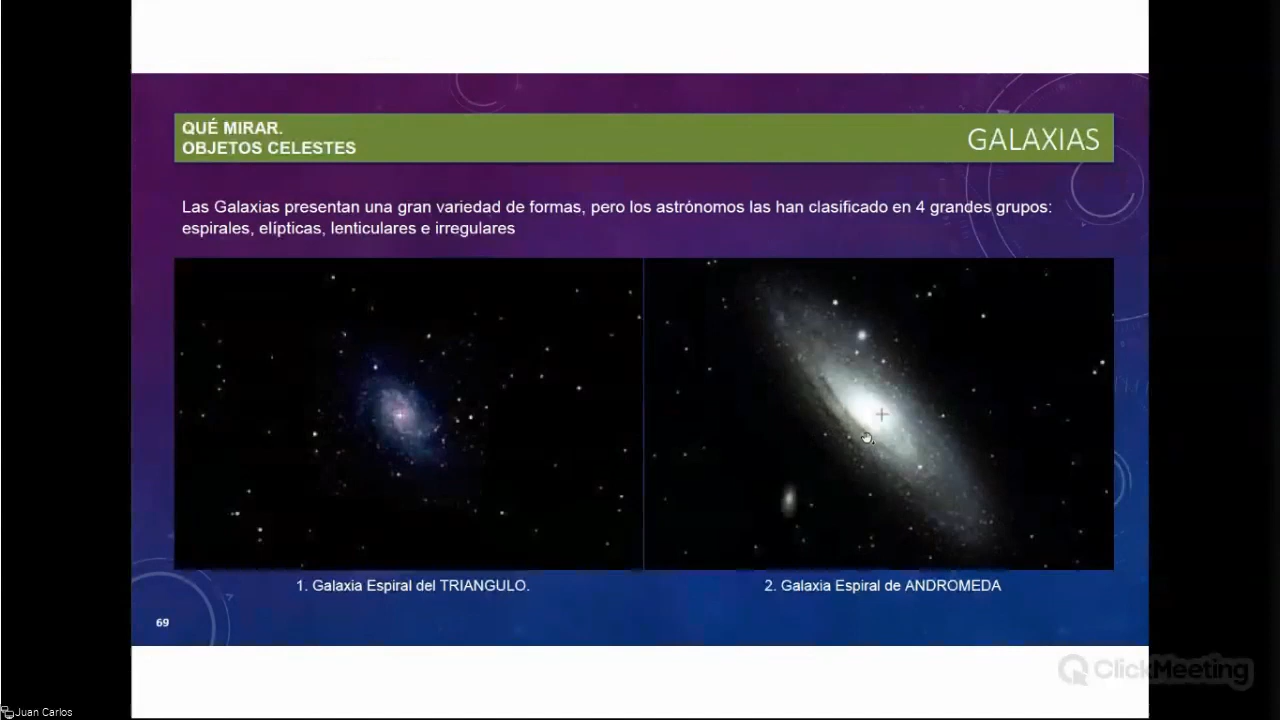 QUÉ MIRAR.
OBJETOS CELESTES
GALAXIAS
Las Galaxias presentan una gran variedad de formas, pero los astrónomos las han clasificado en 4 grandes grupos:
espirales, elípticas, lenticulares e irregulares
1. Galaxia Espiral del TRIANGULO.
2. Galaxia Espiral de ANDROMEDA
69
ClickMeeting
Juan Carlos